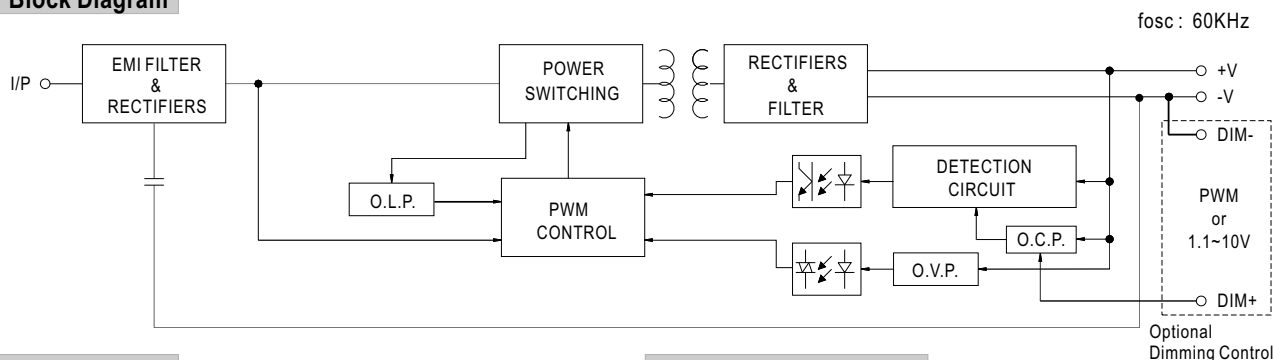 Block Diagram
fosc : 60KHz
I/P
EMI FILTER
&
RECTIFIERS
POWER
SWITCHING
RECTIFIERS
&
FILTER
+V
-V
DIM-
O.L.P.
PWM
CONTROL
DETECTION
CIRCUIT
O.C.P.
O.V.P.
PWM
or
1.1~10V
DIM+
Optional
Dimming Control